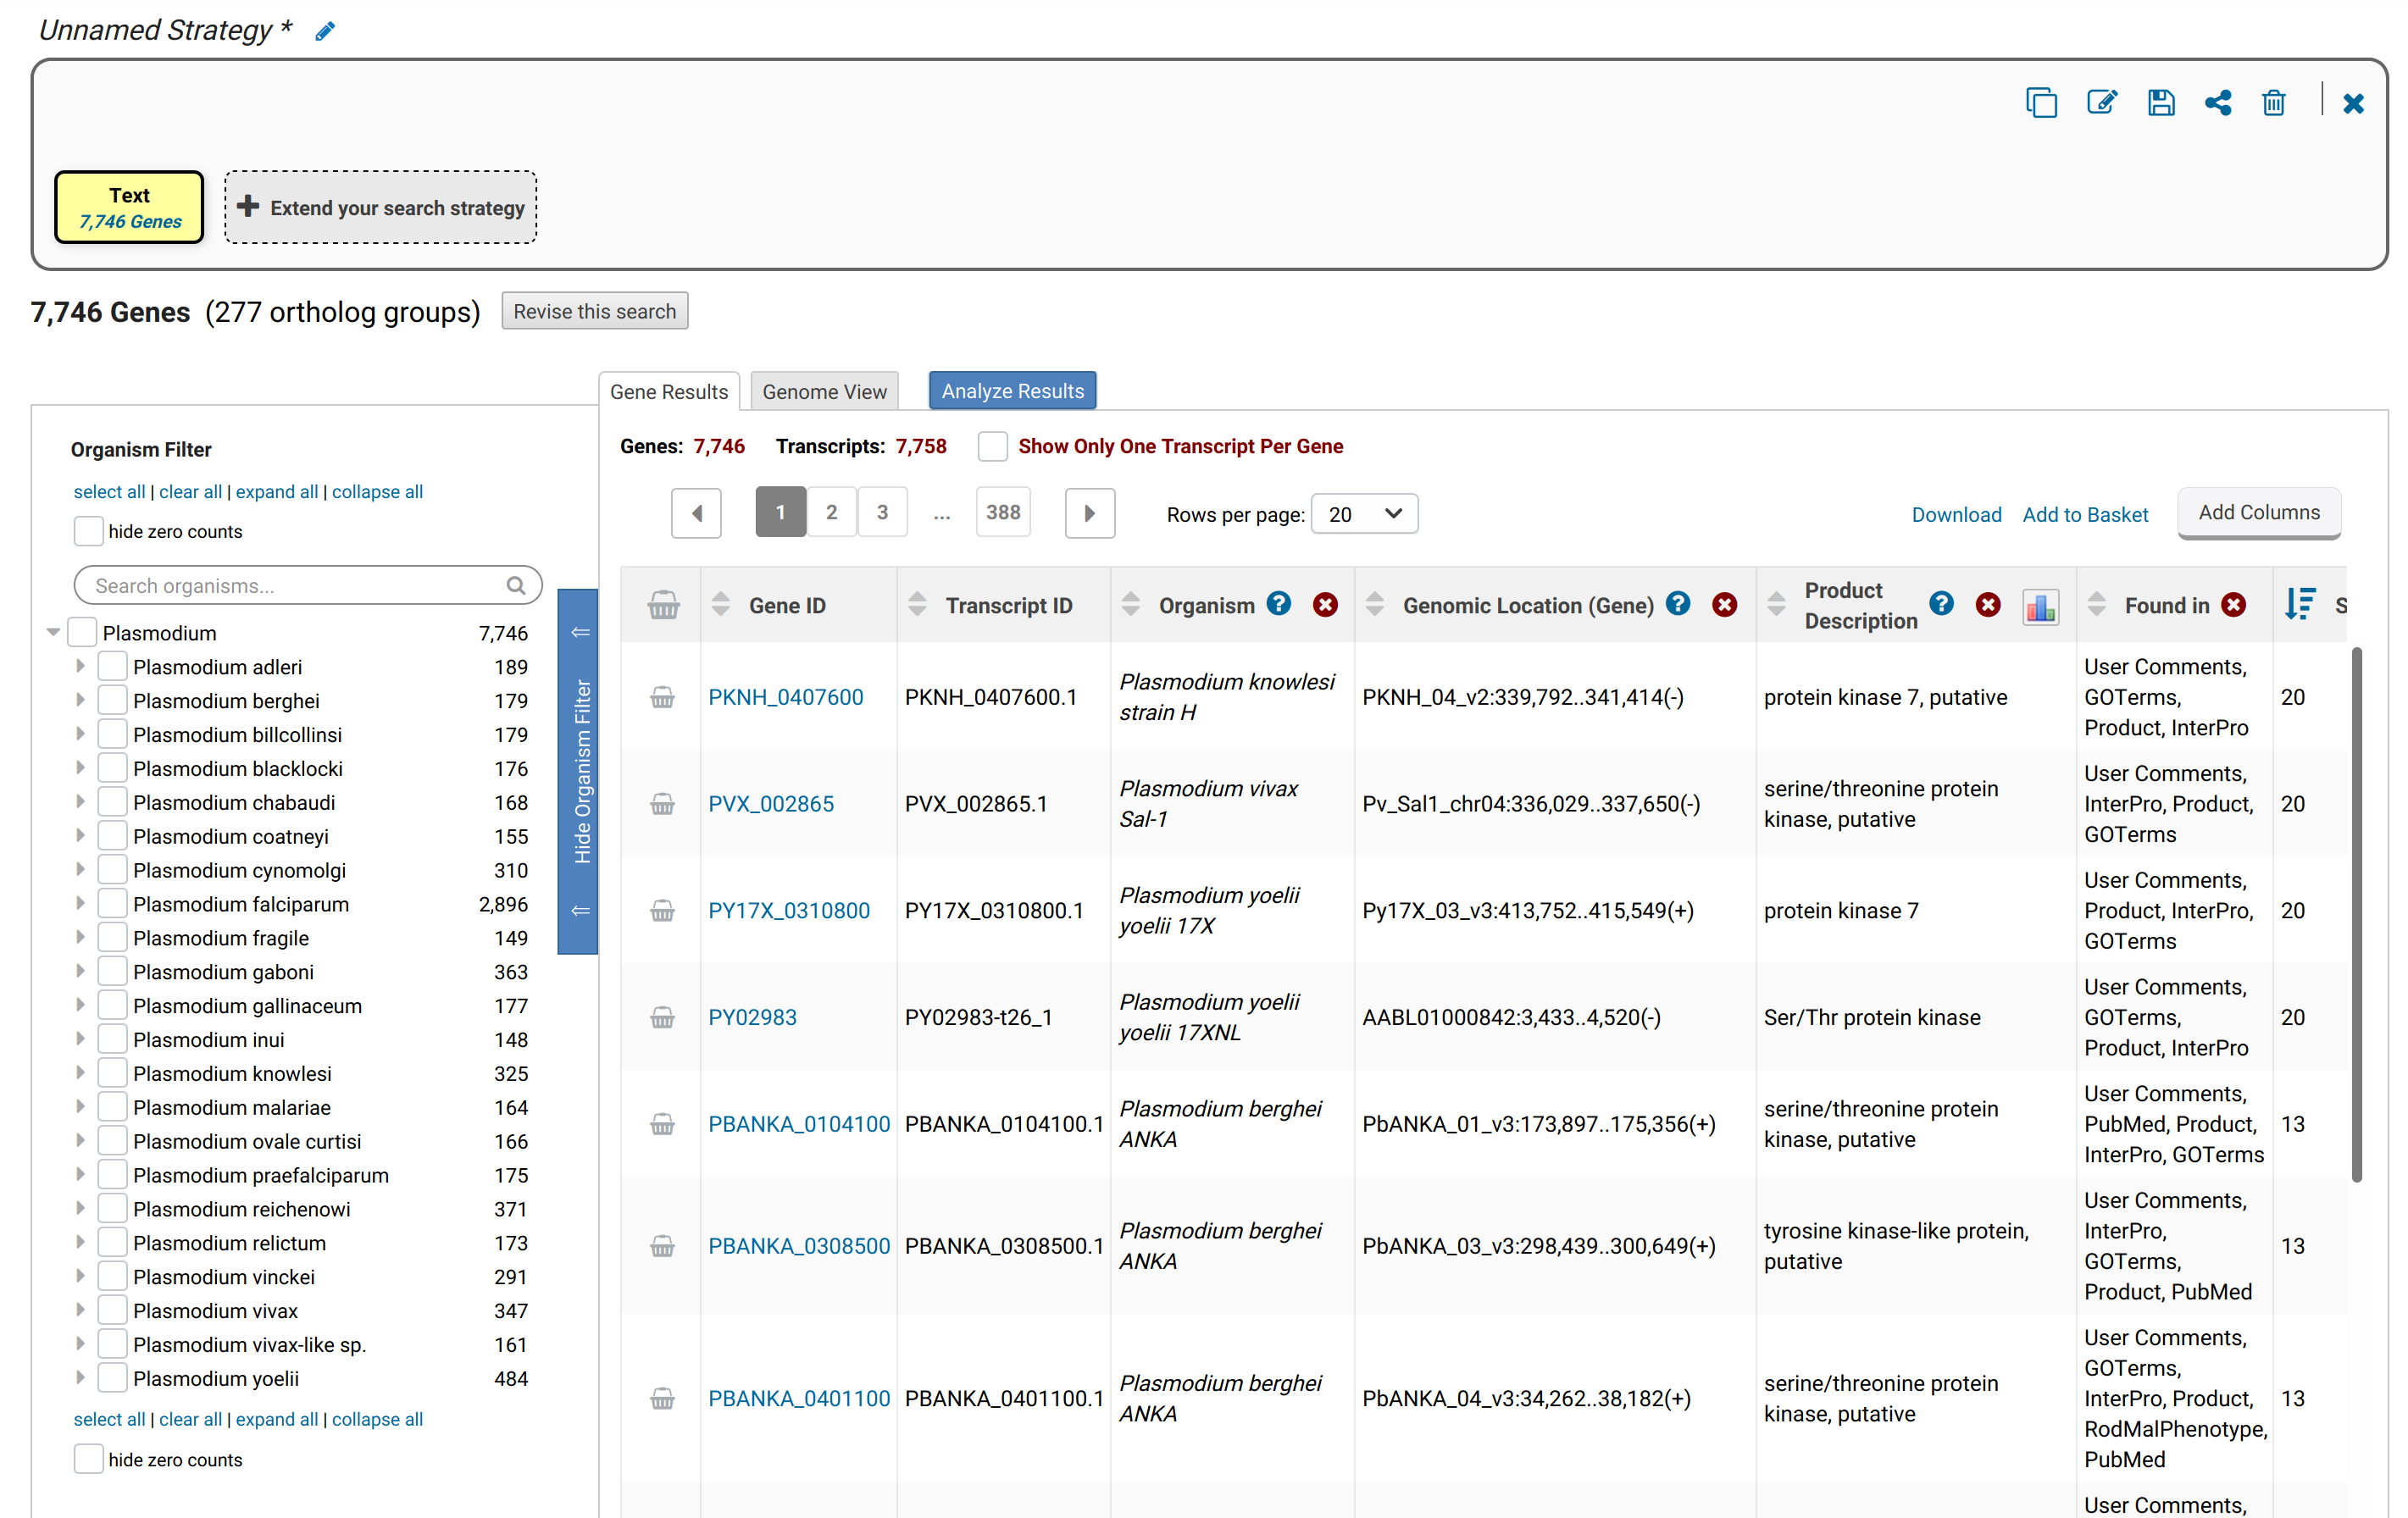 Unnamed Strategy *
Text
7,746 Genes
Extend your search strategy
7,746 Genes (277 ortholog groups) Revise this search
Gene Results Genome View Analyze Results
Organism Filter
select all | clear all | expand all | collapse all
hide zero counts
Search organisms...
Plasmodium 7,746
Plasmodium adleri 189
Plasmodium berghei 179
Plasmodium billcollinsi 179
Plasmodium blacklocki 176
Plasmodium chabaudi 168
Plasmodium coatneyi 155
Plasmodium cynomolgi 310
Plasmodium falciparum 2,896
Plasmodium fragile 149
Plasmodium gaboni 363
Plasmodium gallinaceum 177
Plasmodium inui 148
Plasmodium knowlesi 325
Plasmodium malariae 164
Plasmodium ovale curtisi 166
Plasmodium praefalciparum 175
Plasmodium reichenowi 371
Plasmodium relictum 173
Plasmodium vinckei 291
Plasmodium vivax 347
Plasmodium vivax-like sp. 161
Plasmodium yoelii 484
select all | clear all | expand all | collapse all
hide zero counts
Hide Organism Filter
Genes: 7,746 Transcripts: 7,758 Show Only One Transcript Per Gene
1 2 3 ... 388 Rows per page: 20 Download Add to Basket Add Columns
Gene ID Transcript ID Organism Genomic Location (Gene) Product Description Found in S
PKNH_0407600 PKNH_0407600.1 Plasmodium knowlesi strain H PKNH_04_v2:339,792..341,414(-) protein kinase 7, putative User Comments, GOTerms, Product, InterPro 20
PVX_002865 PVX_002865.1 Plasmodium vivax Sal-1 Pv_Sal1_chr04:336,029..337,650(-) serine/threonine protein kinase, putative User Comments, InterPro, Product, GOTerms 20
PY17X_0310800 PY17X_0310800.1 Plasmodium yoelii yoelii 17X Py17X_03_v3:413,752..415,549(+) protein kinase 7 User Comments, Product, InterPro, GOTerms 20
PY02983 PY02983-t26_1 Plasmodium yoelii yoelii 17XNL AABL01000842:3,433..4,520(-) Ser/Thr protein kinase User Comments, GOTerms, Product, InterPro 20
PBANKA_0104100 PBANKA_0104100.1 Plasmodium berghei ANKA PbANKA_01_v3:173,897..175,356(+) serine/threonine protein kinase, putative User Comments, PubMed, Product, InterPro, GOTerms 13
PBANKA_0308500 PBANKA_0308500.1 Plasmodium berghei ANKA PbANKA_03_v3:298,439..300,649(+) tyrosine kinase-like protein, putative User Comments, InterPro, GOTerms, Product, PubMed 13
PBANKA_0401100 PBANKA_0401100.1 Plasmodium berghei ANKA PbANKA_04_v3:34,262..38,182(+) serine/threonine protein kinase, putative User Comments, GOTerms, InterPro, Product, RodMalPhenotype, PubMed 13
User Comments,